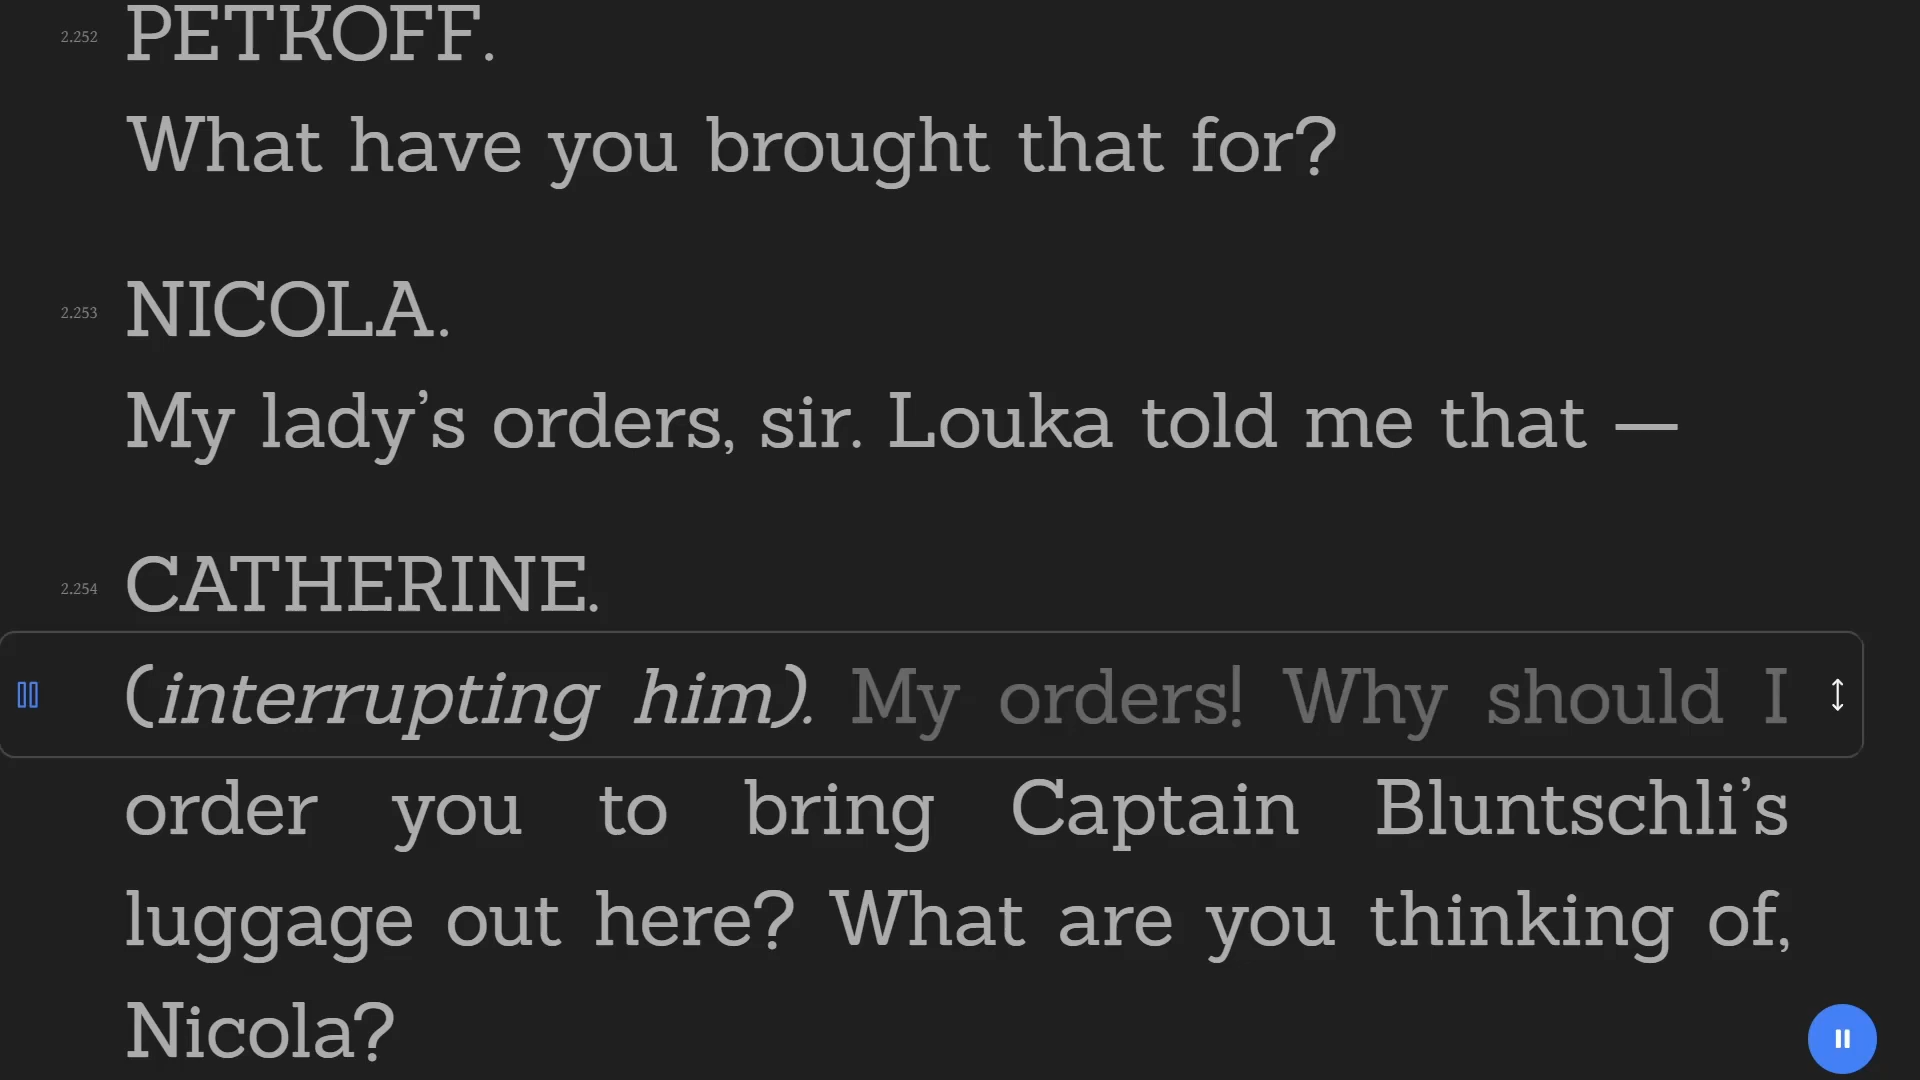 2.252 PETKOFF.
What have you brought that for?
2.253 NICOLA.
My lady’s orders, sir. Louka told me that —
2.254 CATHERINE.
(interrupting him). My orders! Why should I
order you to bring Captain Bluntschli’s
luggage out here? What are you thinking of,
Nicola?